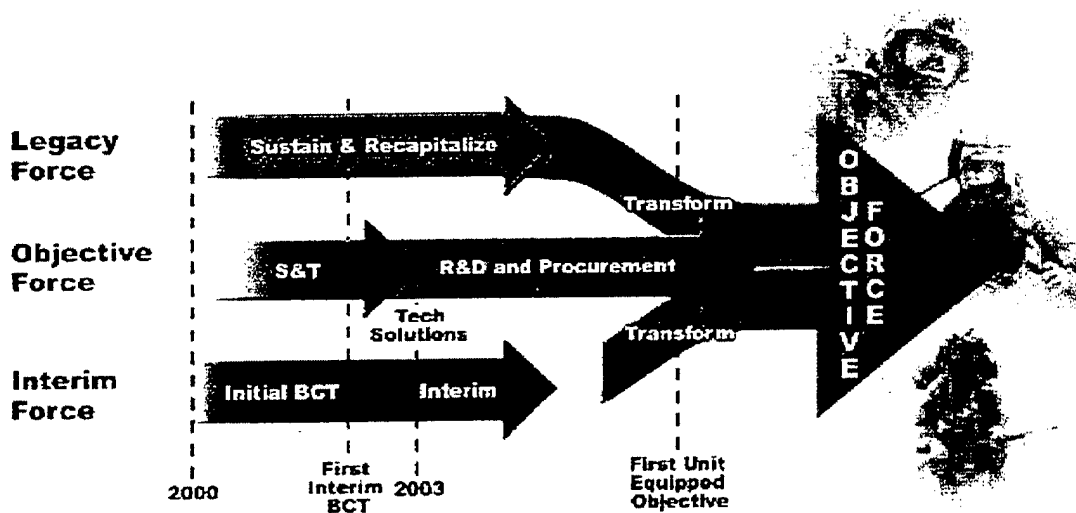 Legacy
Force
Sustain & Recapitalize
Transform
Objective
Force
S&T
R&D and Procurement
Tech
Solutions
Transform
Interim
Force
Initial BCT
Interim
OBJECTIVE
FORCE
2000
First
Interim
BCT
2003
First Unit
Equipped
Objective